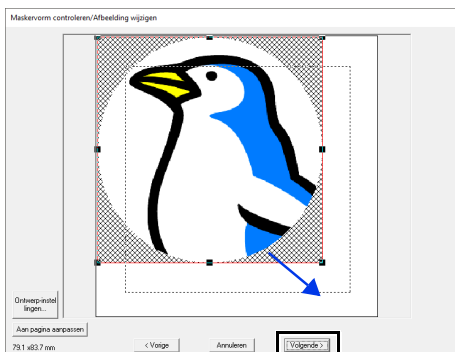 Maskervorm controleren/Afbeelding wijzigen
Ontwerp-instel
lingen...
Aan pagina aanpassen
79.1 x83.7 mm
< Vorige
Annuleren
Volgende >